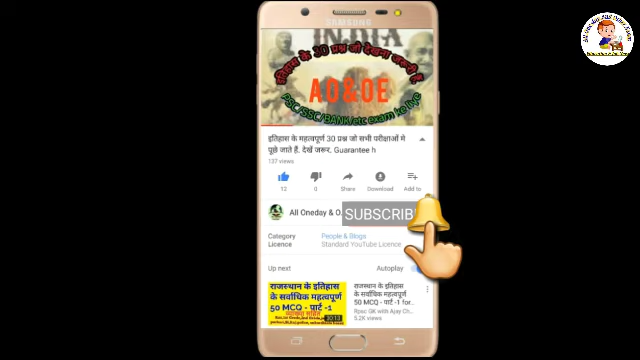 SAMSUNG
INDIA
इतिहास के 30 प्रश्न जो देखना जरूरी है
AO&OE
PSC/SSC/BANK/etc exam ke liye
इतिहास के महत्वपूर्ण 30 प्रश्न जो सभी परीक्षाओं मे
पूछे जाते हैं. देखें जरूर. Guarantee h
137 views
12
0
Share
Download
Add to
All Oneday & O.
SUBSCRIB
Category
People & Blogs
Licence
Standard YouTube Licence
Up next
Autoplay
राजस्थान के इतिहास
के सर्वाधिक महत्वपूर्ण
50 MCQ - पार्ट -1
व्याख्या सहित
राजस्थान के इतिहास
के सर्वाधिक महत्वपूर्ण
50 MCQ - पार्ट -1 for..
Rpsc GK with Ajay Ch..
5.2K views